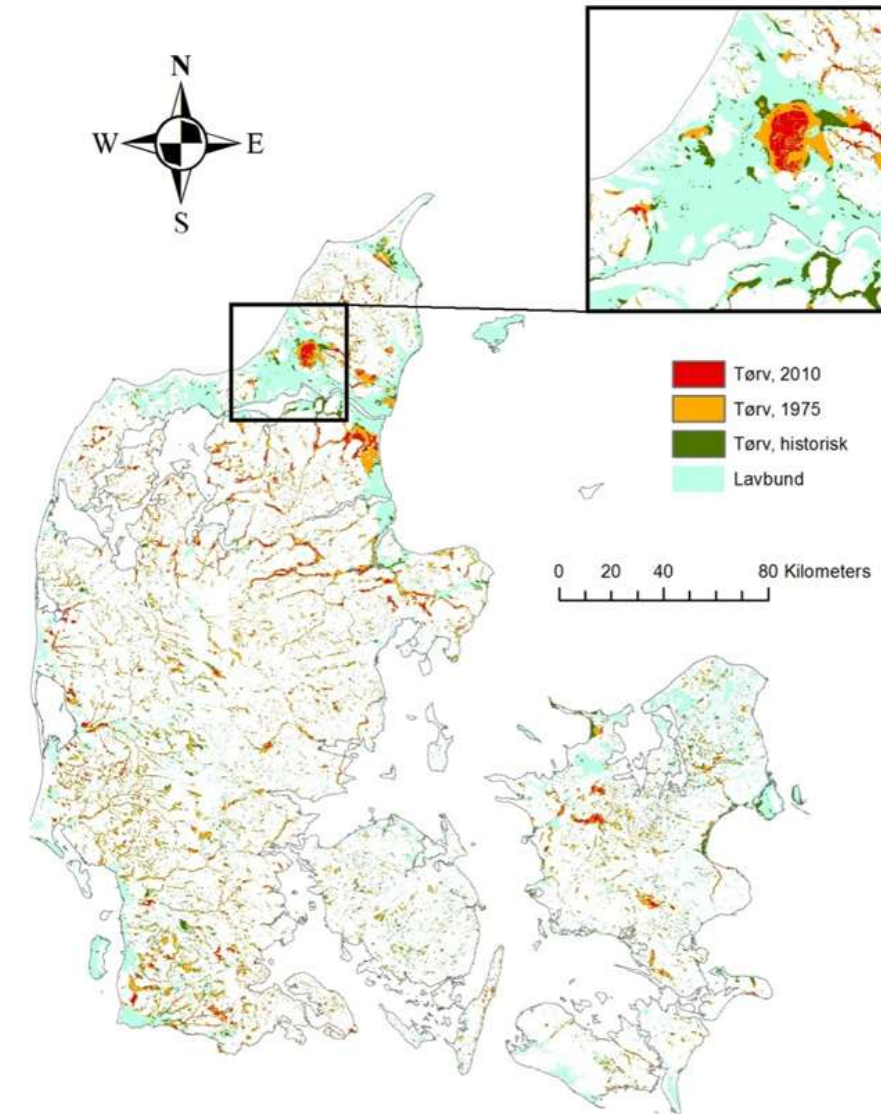 N
W E
S
Tørv, 2010
Tørv, 1975
Tørv, historisk
Lavbund
0 20 40 80 Kilometers